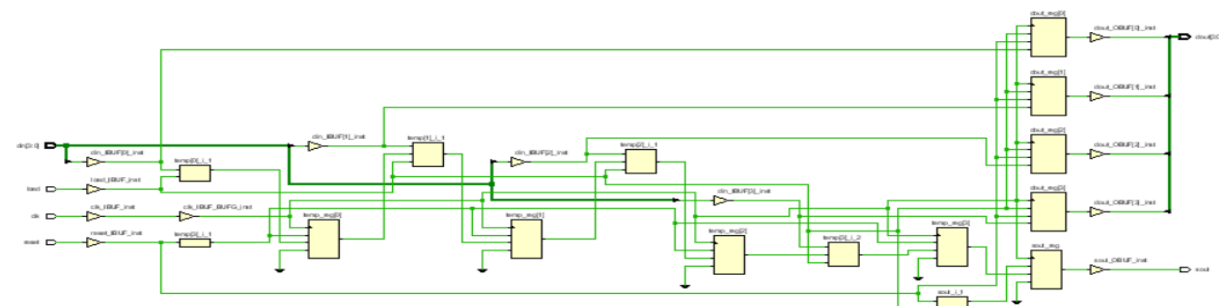 dout_reg[0]
dout_OBUF[0]_inst
dout[3:0]
dout_reg[1]
dout_OBUF[1]_inst
din_IBUF[1]_inst
temp[1]_i_1
dout_reg[2]
dout_OBUF[2]_inst
din[3:0]
din_IBUF[0]_inst
temp[0]_i_1
din_IBUF[2]_inst
temp[2]_i_1
load
load_IBUF_inst
din_IBUF[3]_inst
dout_reg[3]
dout_OBUF[3]_inst
clk
clk_IBUF_inst
clk_IBUF_BUFG_inst
temp_reg[0]
temp_reg[1]
temp_reg[2]
temp[3]_i_2
temp_reg[3]
reset
reset_IBUF_inst
temp[3]_i_1
sout_reg
sout_OBUF_inst
sout
sout_i_1